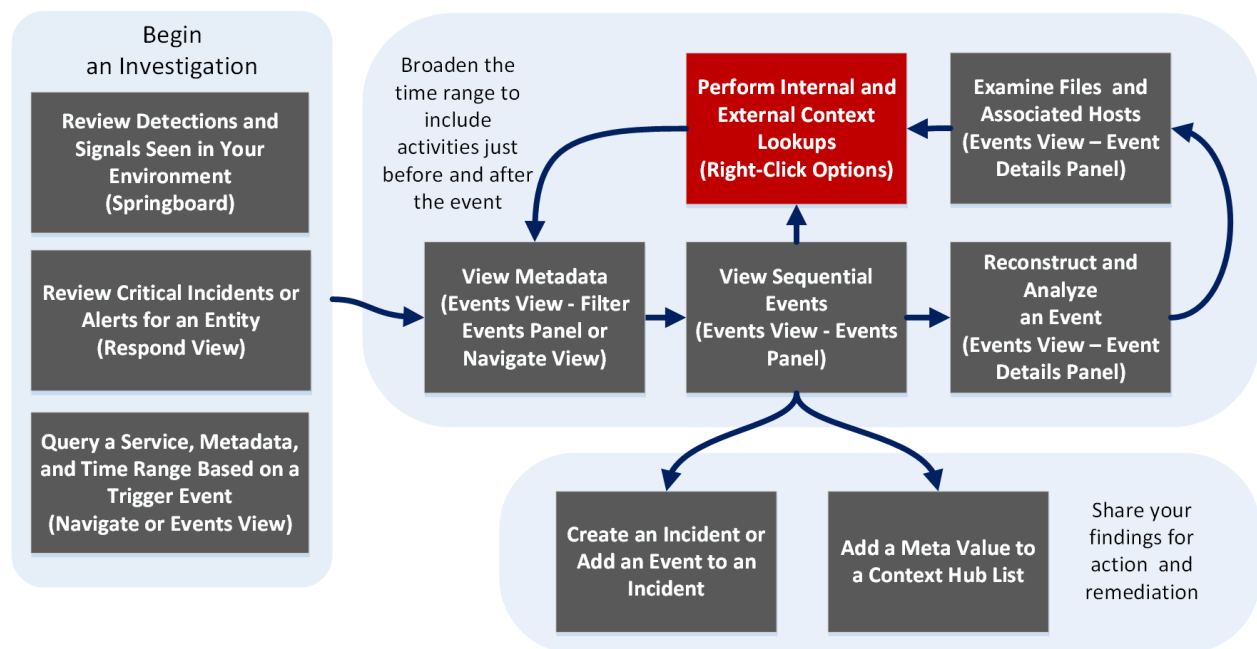 Begin
an Investigation
Review Detections and
Signals Seen in Your
Environment
(Springboard)
Review Critical Incidents or
Alerts for an Entity
(Respond View)
Query a Service, Metadata,
and Time Range Based on a
Trigger Event
(Navigate or Events View)
Broaden the
time range to
include
activities just
before and after
the event
Perform Internal and
External Context
Lookups
(Right-Click Options)
Examine Files and
Associated Hosts
(Events View – Event
Details Panel)
View Metadata
(Events View - Filter
Events Panel or
Navigate View)
View Sequential
Events
(Events View - Events
Panel)
Reconstruct and
Analyze
an Event
(Events View – Event
Details Panel)
Create an Incident or
Add an Event to an
Incident
Add a Meta Value to
a Context Hub List
Share your
findings for
action and
remediation